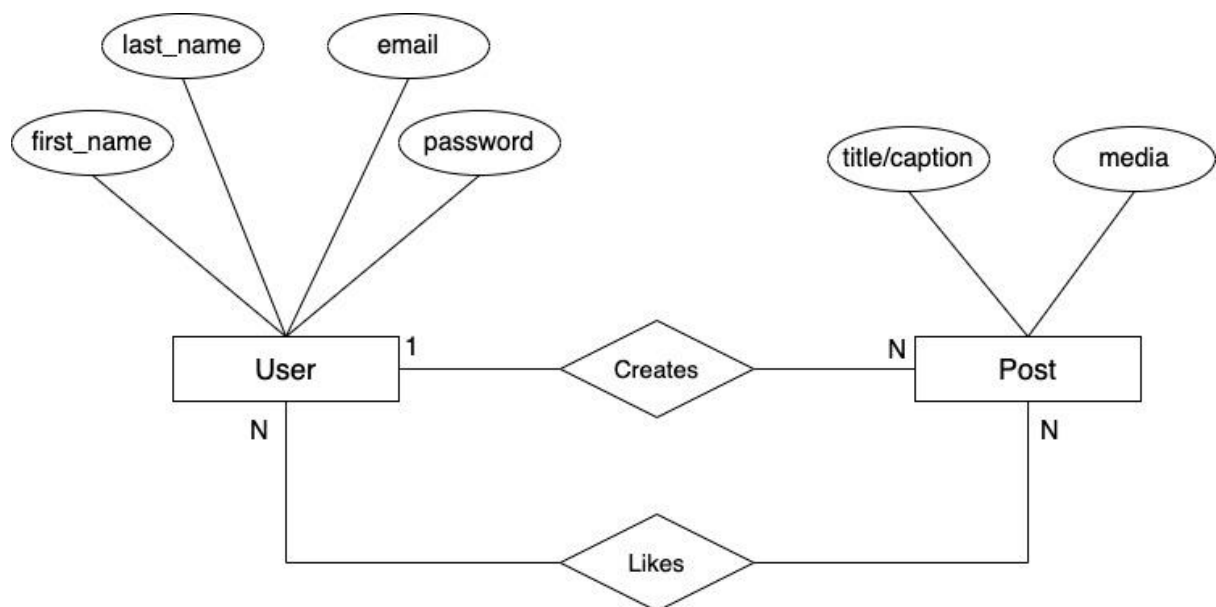 last_name
email
first_name
password
title/caption
media
User
1
Creates
N
Post
N
N
Likes